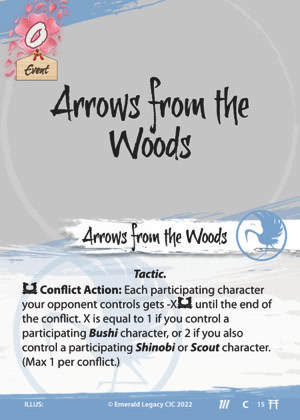 Event
Arrows from the
Woods
Arrows from the Woods
Tactic.
Conflict Action: Each participating character
your opponent controls gets -X until the end of
the conflict. X is equal to 1 if you control a
participating Bushi character, or 2 if you also
control a participating Shinobi or Scout character.
(Max 1 per conflict.)
ILLUS: © Emerald Legacy CIC 2022 C 15